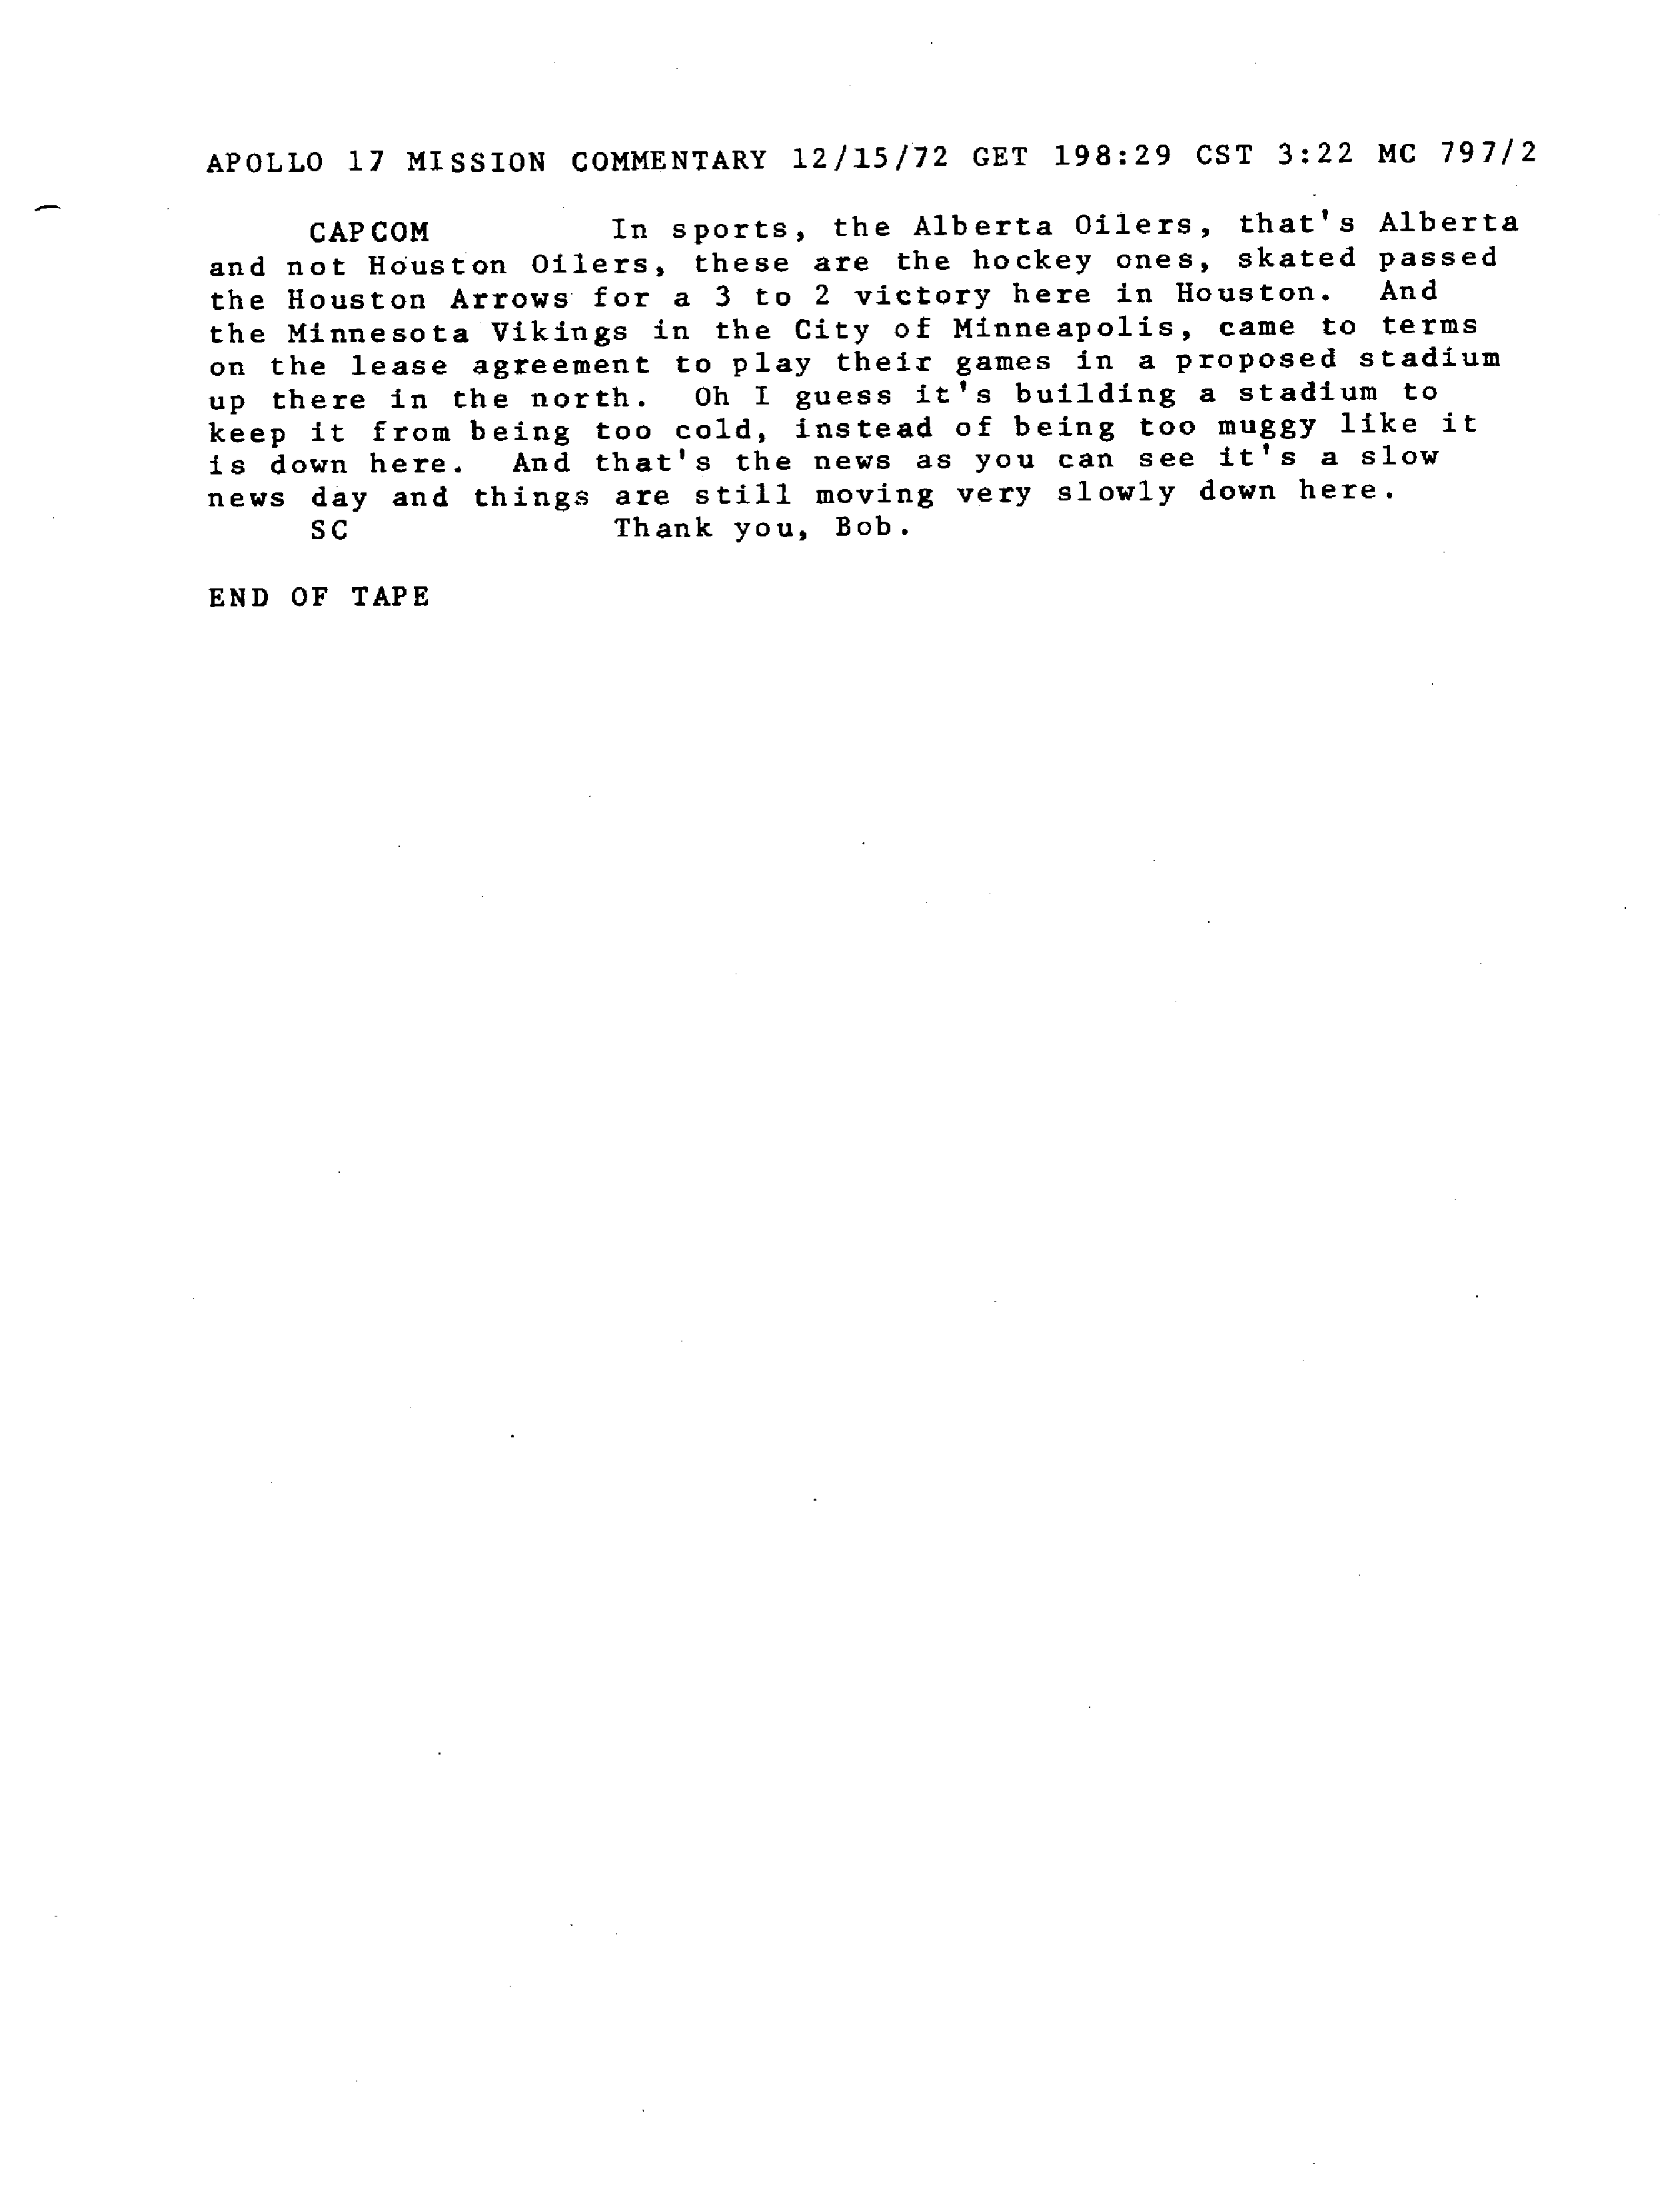 APOLLO 17 MISSION COMMENTARY 12/15/72 GET 198:29 CST 3:22 MC 797/2
CAPCOM In sports, the Alberta Oilers, that's Alberta
and not Houston Oilers, these are the hockey ones, skated passed
the Houston Arrows for a 3 to 2 victory here in Houston. And
the Minnesota Vikings in the City of Minneapolis, came to terms
on the lease agreement to play their games in a proposed stadium
up there in the north. Oh I guess it's building a stadium to
keep it from being too cold, instead of being too muggy like it
is down here. And that's the news as you can see it's a slow
news day and things are still moving very slowly down here.
SC Thank you, Bob.
END OF TAPE